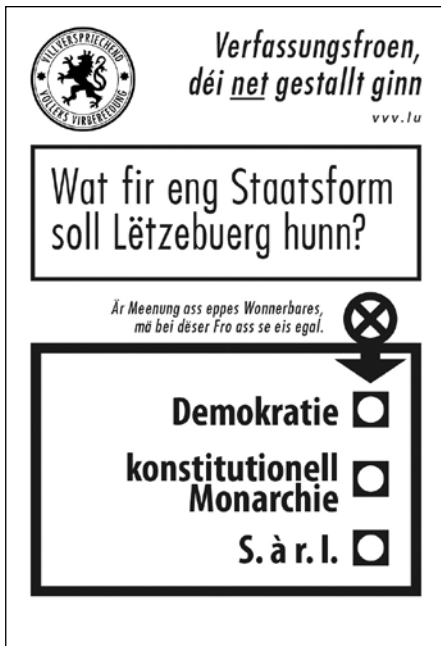 VILLVERSPRIECHEND
VOLLEKS VIRBEREEDUNG
Verfassungsfroen,
déi net gestallt ginn
vvv.lu
Wat fir eng Staatsform
soll Lëtzebuerg hunn?
Är Meenung ass eppes Wonnerbares,
mä bei dëser Fro ass se eis egal.
Demokratie
konstitutionell
Monarchie
S. à r. l.